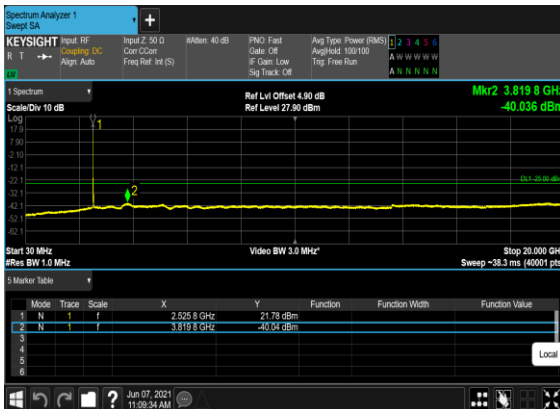 Spectrum Analyzer 1
Swept SA
KEYSIGHT
R T
Input: RF
Coupling: DC
Align: Auto
Input Z: 50 Ω
Corr CCorr
Freq Ref: Int (S)
#Atten: 40 dB
PNO: Fast
Gate: Off
IF Gain: Low
Sig Track: Off
Avg Type: Power (RMS)
Avg|Hold: 100/100
Trig: Free Run
1 2 3 4 5 6
A W W W W W
A N N N N N
1 Spectrum
Scale/Div 10 dB
Ref Lvl Offset 4.90 dB
Ref Level 27.90 dBm
Mkr2 3.819 8 GHz
-40.036 dBm
Log
17.9
7.90
-2.10
-12.1
-22.1
-32.1
-42.1
-52.1
-62.1
1
2
DL1 -25.00 dBm
Start 30 MHz
#Res BW 1.0 MHz
Video BW 3.0 MHz*
Stop 20.000 GH
Sweep ~38.3 ms (40001 pts
5 Marker Table
Mode Trace Scale X Y Function Function Width Function Value
1 N 1 f 2.525 8 GHz 21.78 dBm
2 N 1 f 3.819 8 GHz -40.04 dBm
3
4
5
6
Local
Jun 07, 2021
11:09:34 AM